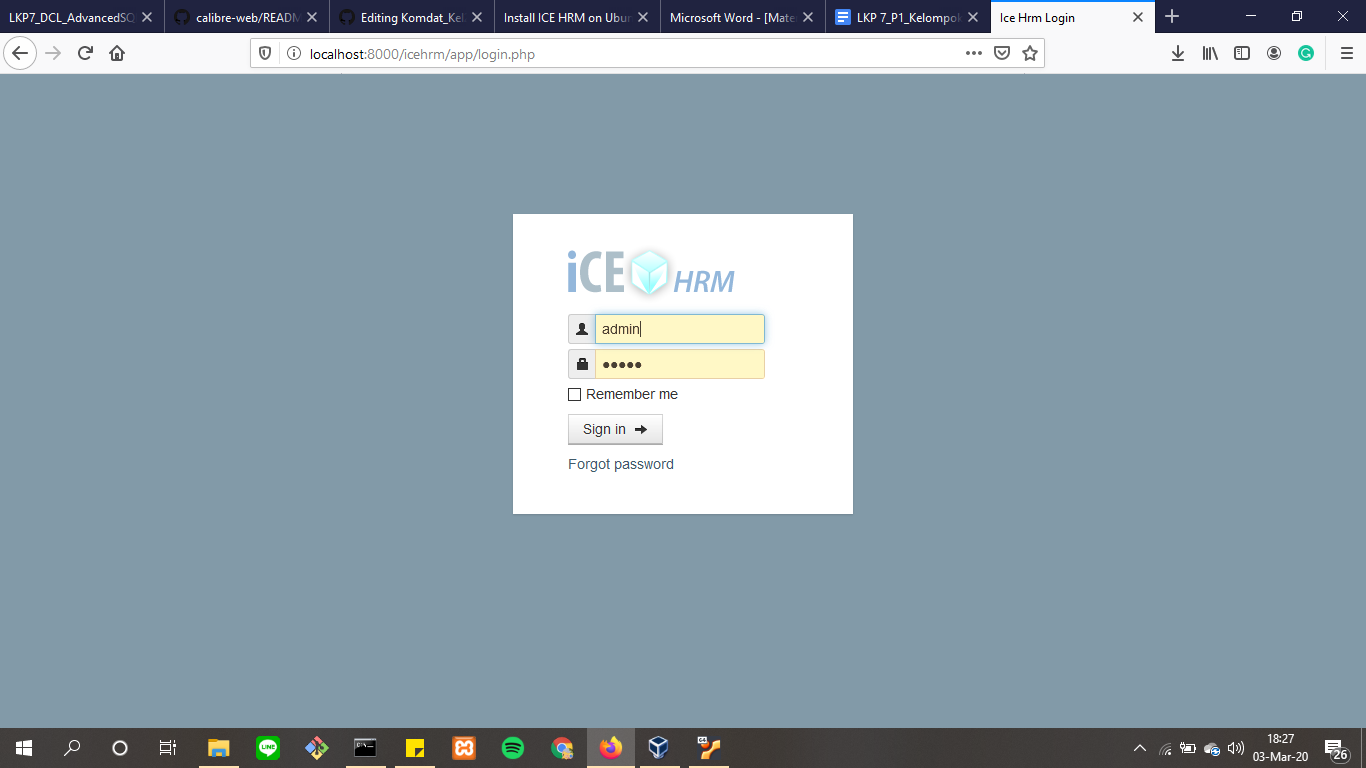 LKP7_DCL_AdvancedSQ
calibre-web/READM
Editing Komdat_Kel
Install ICE HRM on Ubun
Microsoft Word - [Mate
LKP 7_P1_Kelompok
Ice Hrm Login
localhost:8000/icehrm/app/login.php
iCE HRM
admin
Remember me
Sign in
Forgot password
18:27
03-Mar-20
26